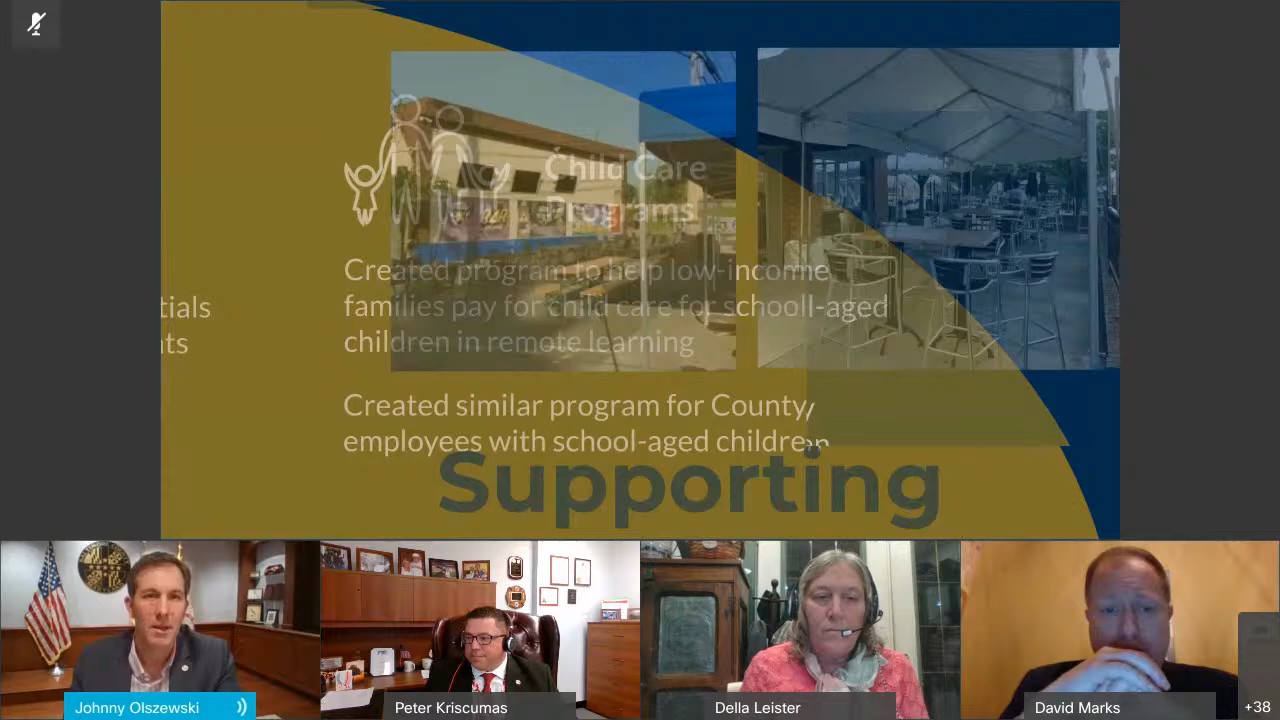 Child Care
Programs
Created program to help low-income
families pay for child care for schooll-aged
children in remote learning
tials
ts
Created similar program for County
employees with school-aged children
Supporting
Johnny Olszewski
Peter Kriscumas
Della Leister
David Marks
+38